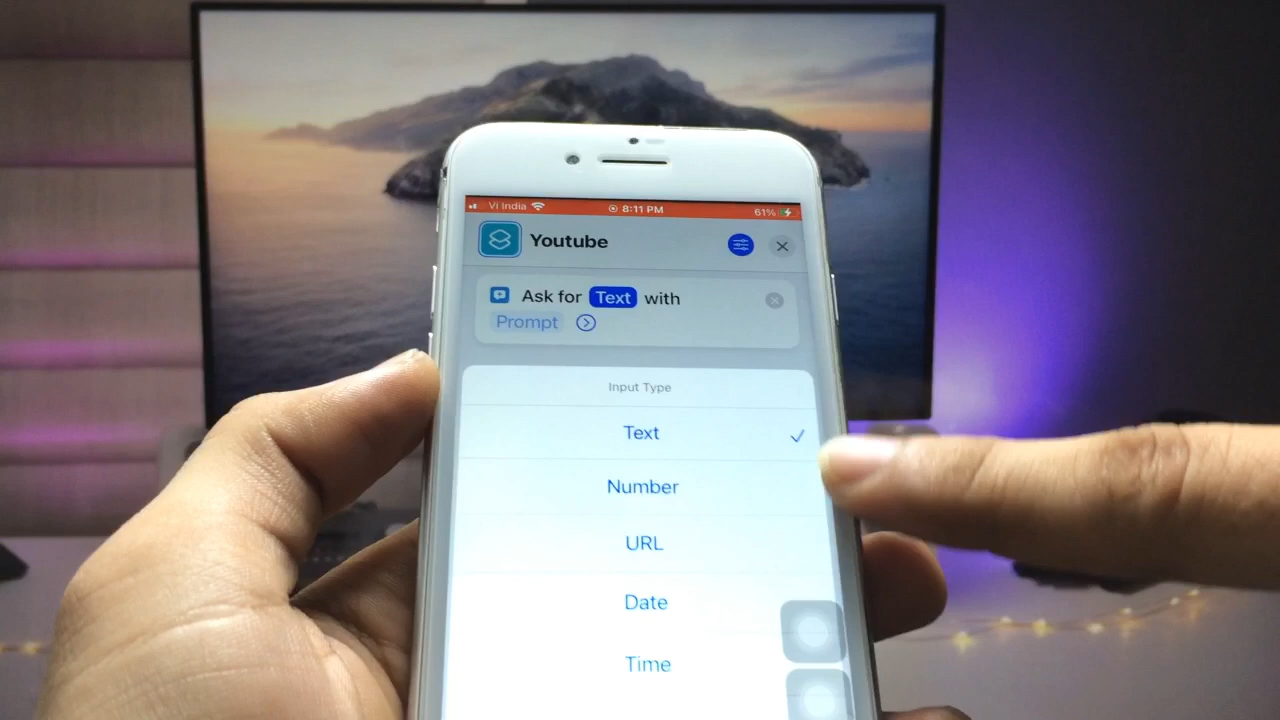 Vi India 8:11 PM 61%
Youtube
Ask for Text with
Prompt
Input Type
Text
Number
URL
Date
Time